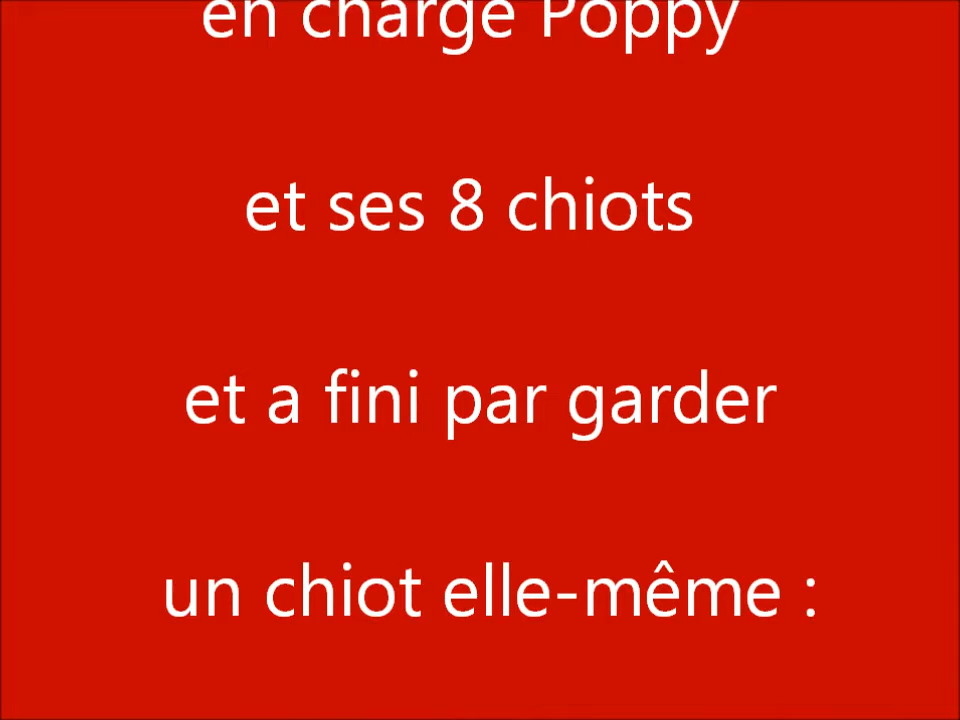 en charge Poppy
et ses 8 chiots
et a fini par garder
un chiot elle-même :